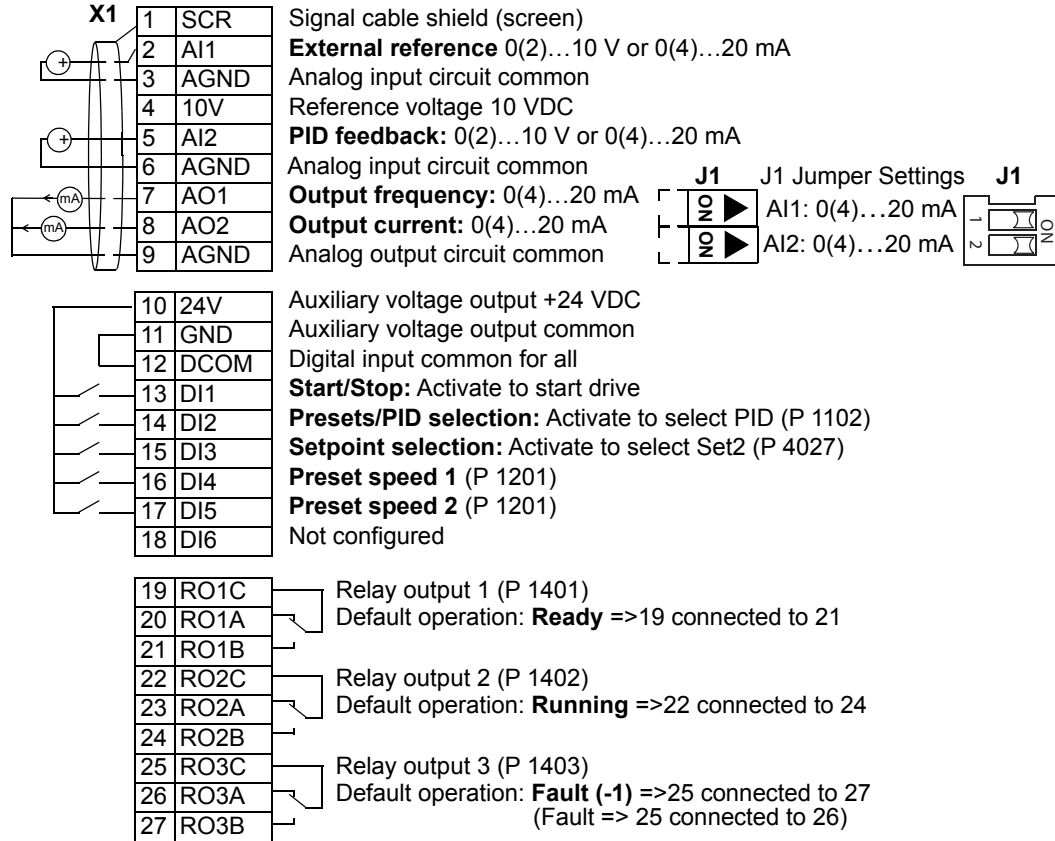 X1
1 SCR Signal cable shield (screen)
2 AI1 External reference 0(2)…10 V or 0(4)…20 mA
3 AGND Analog input circuit common
4 10V Reference voltage 10 VDC
5 AI2 PID feedback: 0(2)…10 V or 0(4)…20 mA
6 AGND Analog input circuit common
7 AO1 Output frequency: 0(4)…20 mA
8 AO2 Output current: 0(4)…20 mA
9 AGND Analog output circuit common
+
+
mA
mA
J1 J1 Jumper Settings J1
ON AI1: 0(4)…20 mA
ON AI2: 0(4)…20 mA
1
2
ON
10 24V Auxiliary voltage output +24 VDC
11 GND Auxiliary voltage output common
12 DCOM Digital input common for all
13 DI1 Start/Stop: Activate to start drive
14 DI2 Presets/PID selection: Activate to select PID (P 1102)
15 DI3 Setpoint selection: Activate to select Set2 (P 4027)
16 DI4 Preset speed 1 (P 1201)
17 DI5 Preset speed 2 (P 1201)
18 DI6 Not configured
19 RO1C Relay output 1 (P 1401)
20 RO1A Default operation: Ready =>19 connected to 21
21 RO1B
22 RO2C Relay output 2 (P 1402)
23 RO2A Default operation: Running =>22 connected to 24
24 RO2B
25 RO3C Relay output 3 (P 1403)
26 RO3A Default operation: Fault (-1) =>25 connected to 27
27 RO3B (Fault => 25 connected to 26)